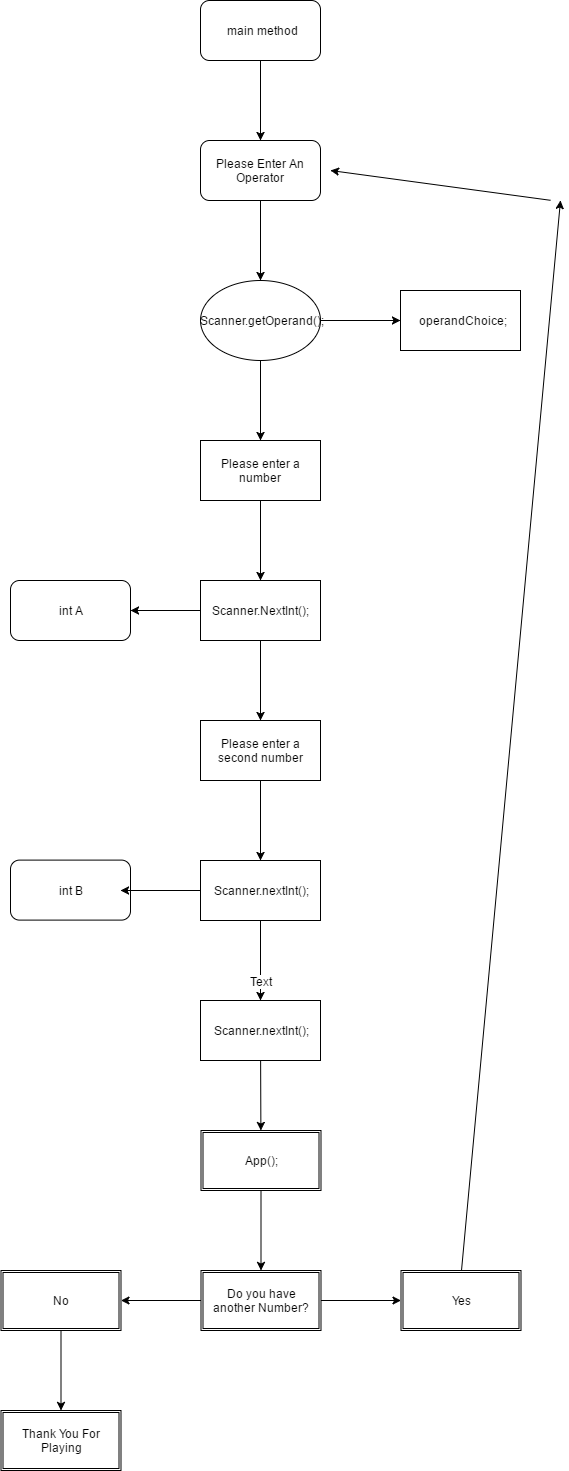 main method
Please Enter An
Operator
Scanner.getOperand();
operandChoice;
Please enter a
number
int A
Scanner.NextInt();
Please enter a
second number
int B
Scanner.nextInt();
Text
Scanner.nextInt();
App();
No
Do you have
another Number?
Yes
Thank You For
Playing